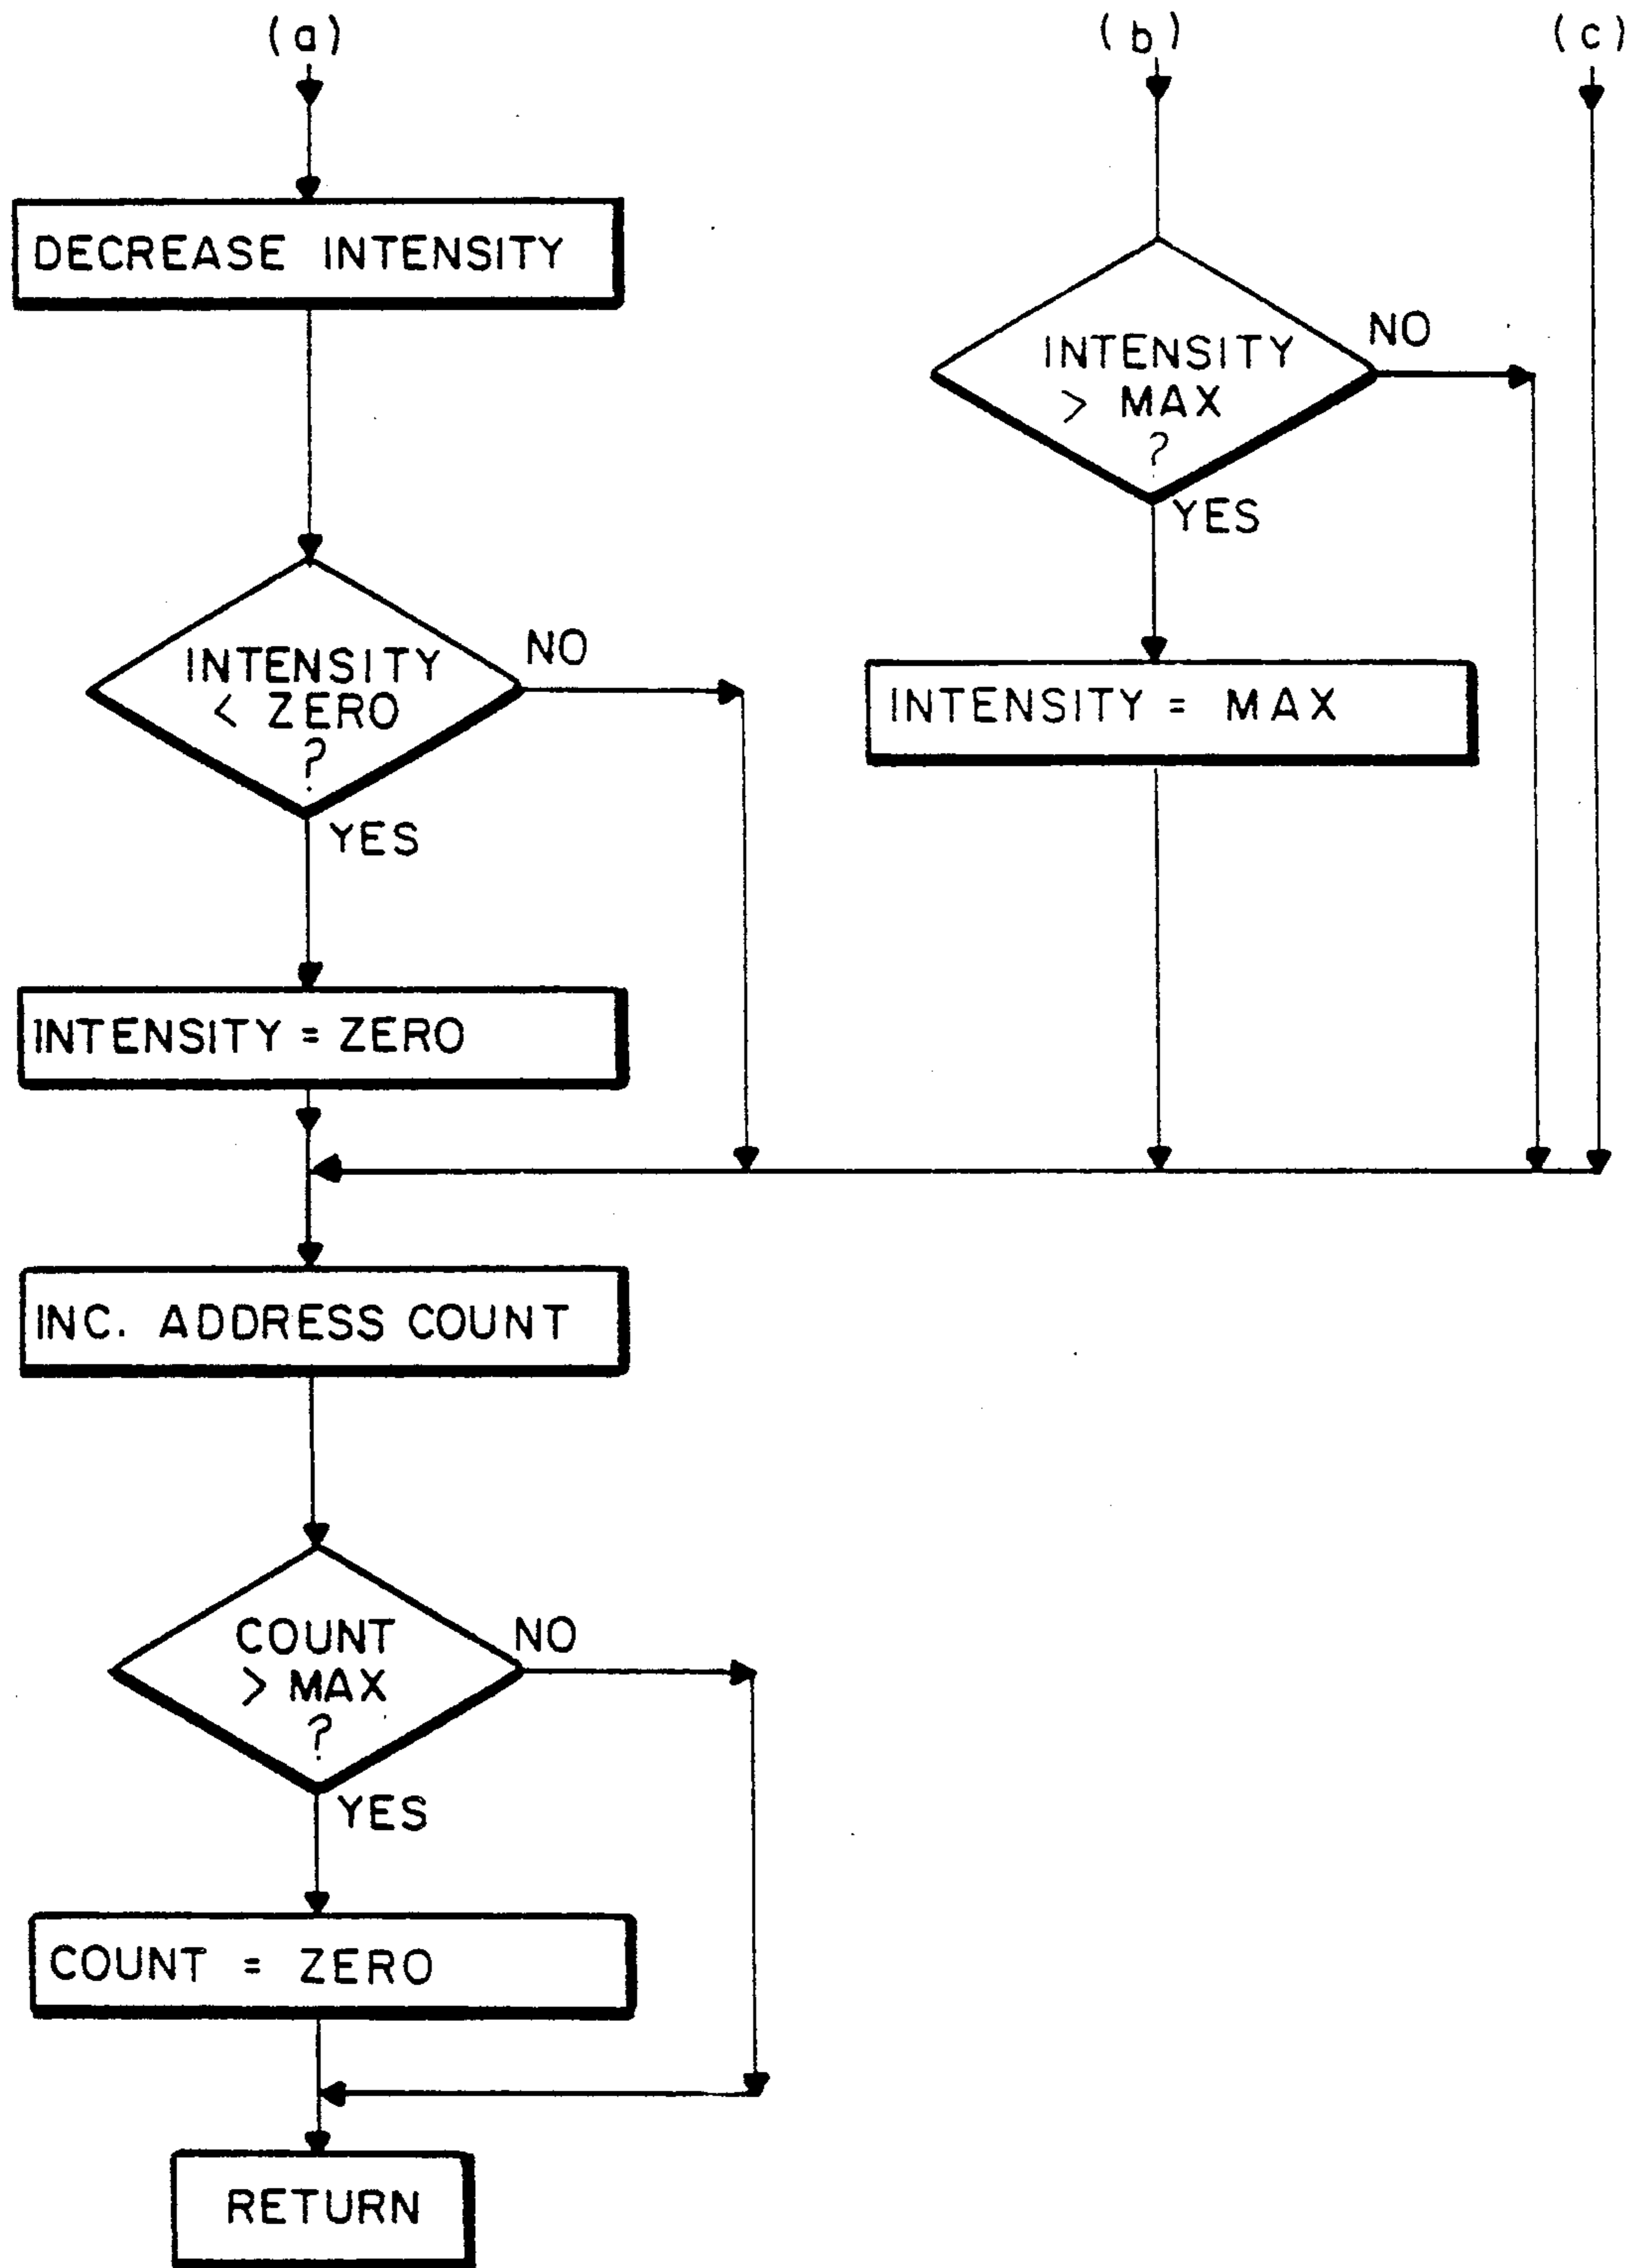 (a)
(b)
(c)
DECREASE INTENSITY
INTENSITY
> MAX
?
NO
YES
INTENSITY
< ZERO
?
NO
YES
INTENSITY = MAX
INTENSITY = ZERO
INC. ADDRESS COUNT
COUNT
> MAX
?
NO
YES
COUNT = ZERO
RETURN